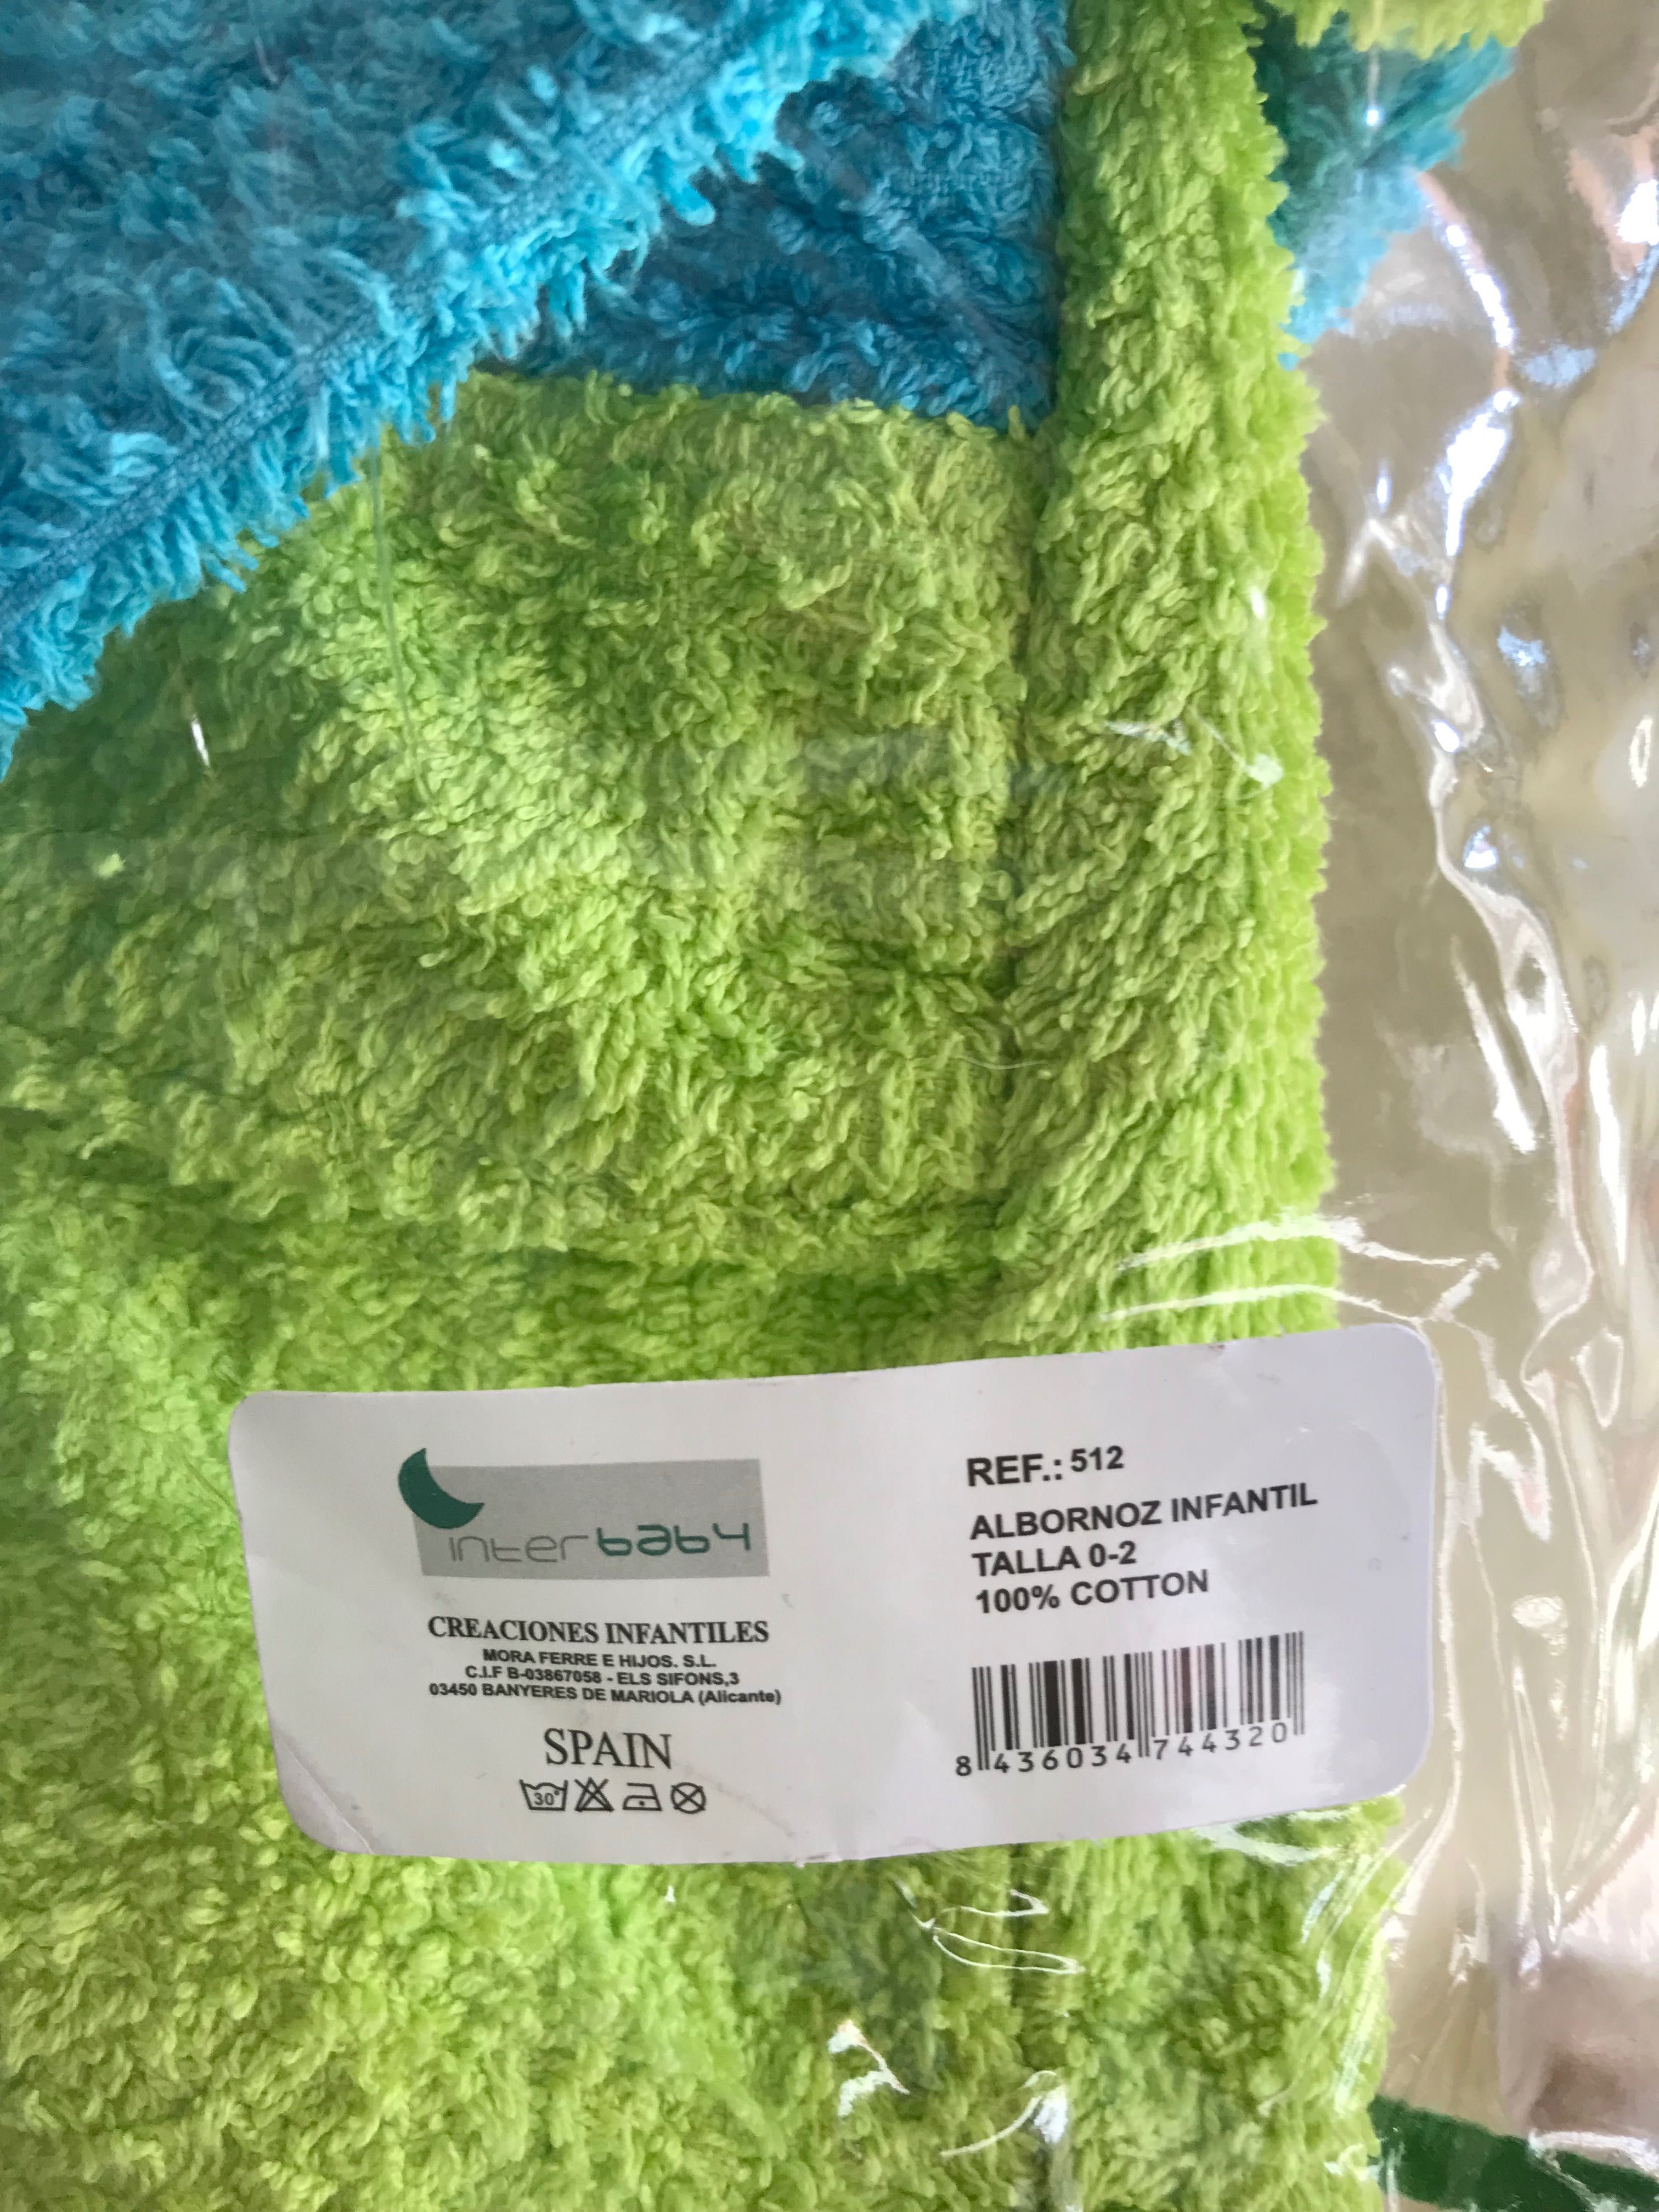 interbaby
CREACIONES INFANTILES
MORA FERRE E HIJOS. S.L.
C.I.F B-03867058 - ELS SIFONS,3
03450 BANYERES DE MARIOLA (Alicante)
SPAIN
30°
REF.: 512
ALBORNOZ INFANTIL
TALLA 0-2
100% COTTON
8 436034 744320